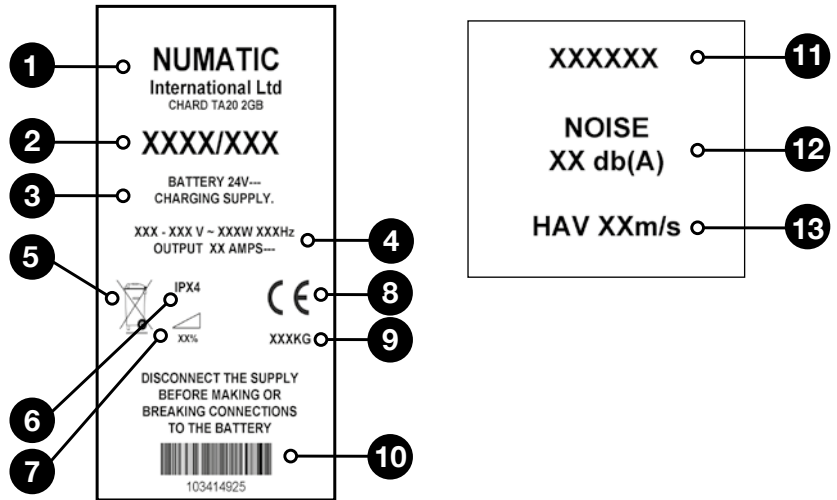 1
NUMATIC
International Ltd
CHARD TA20 2GB
2
XXXX/XXX
3
BATTERY 24V---
CHARGING SUPPLY.
XXX - XXX V ~ XXXW XXXHz
OUTPUT XX AMPS---
4
5
IPX4
CE
8
XX%
XXXKG
9
6
7
DISCONNECT THE SUPPLY
BEFORE MAKING OR
BREAKING CONNECTIONS
TO THE BATTERY
10
103414925
XXXXXX
11
NOISE
XX db(A)
12
HAV XXm/s
13